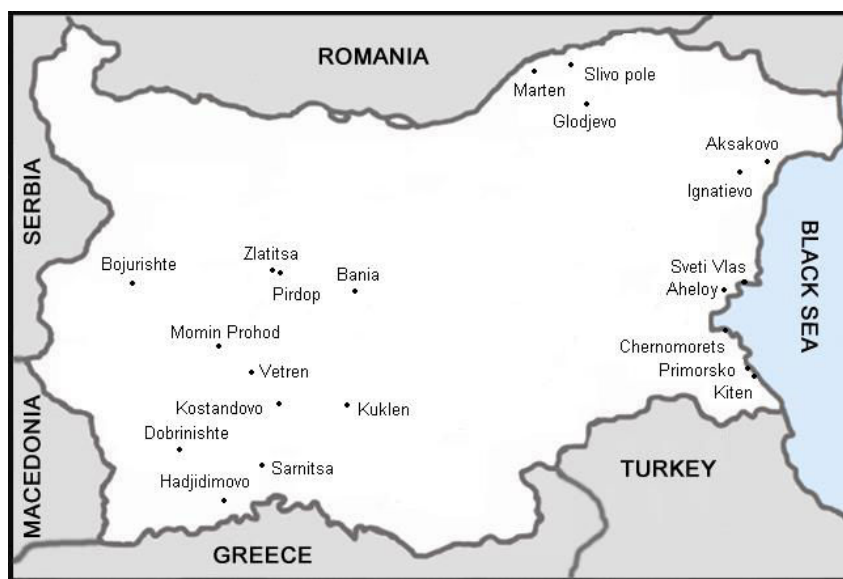 ROMANIA
Slivo pole
Marten
Glodjevo
Aksakovo
Ignatievo
SERBIA
BLACK SEA
Zlatitsa
Bojurishte
Bania
Pirdop
Sveti Vlas
Aheloy
Momin Prohod
Chernomorets
Vetren
Primorsko
Kiten
Kostandovo
Kuklen
MACEDONIA
Dobrinishte
Sarnitsa
TURKEY
Hadjidimovo
GREECE